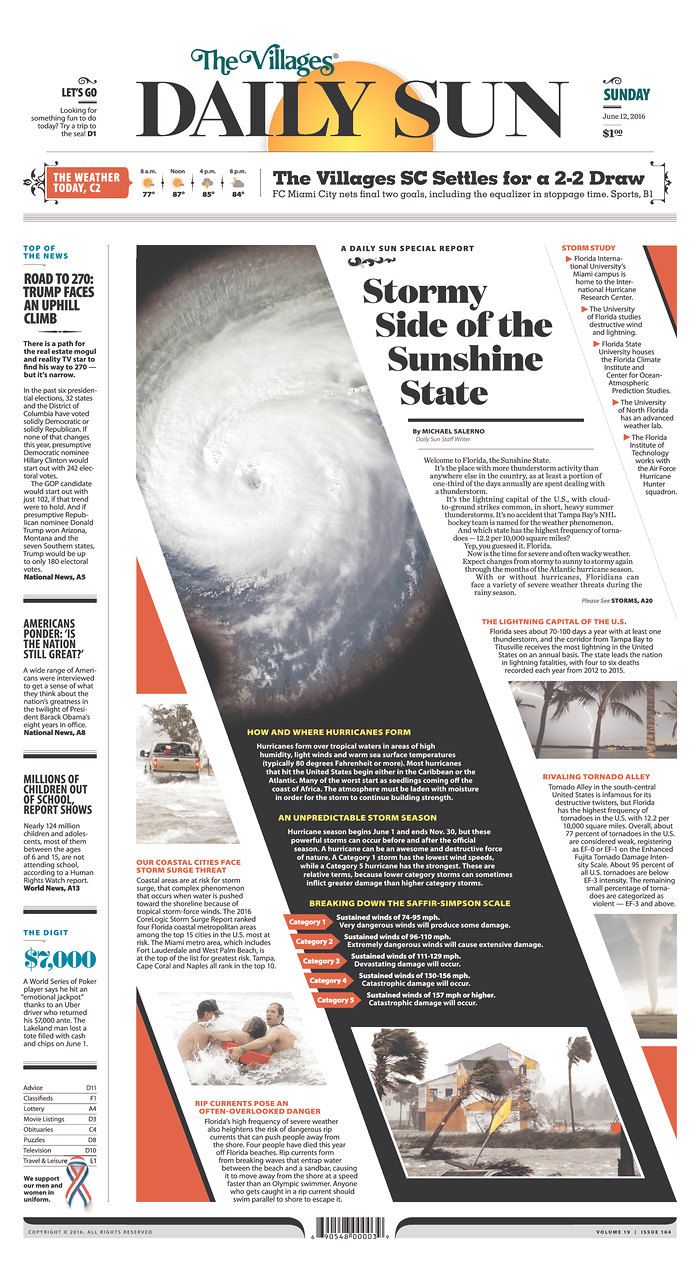 The Villages®
DAILY SUN
LET'S GO
Looking for
something fun to do
today? Try a trip to
the sea! D1
SUNDAY
June 12, 2016
$100
THE WEATHER
TODAY, C2
8 a.m. Noon 4 p.m. 8 p.m.
77° 87° 85° 84°
The Villages SC Settles for a 2-2 Draw
FC Miami City nets final two goals, including the equalizer in stoppage time. Sports, B1
TOP OF
THE NEWS
ROAD TO 270:
TRUMP FACES
AN UPHILL
CLIMB
There is a path for
the real estate mogul
and reality TV star to
find his way to 270 —
but it's narrow.
In the past six presiden-
tial elections, 32 states
and the District of
Columbia have voted
solidly Democratic or
solidly Republican. If
none of that changes
this year, presumptive
Democratic nominee
Hillary Clinton would
start out with 242 elec-
toral votes.
The GOP candidate
would start out with
just 102, if that trend
were to hold. And if
presumptive Repub-
lican nominee Donald
Trump won Arizona,
Montana and the
seven Southern states,
Trump would be up
to only 180 electoral
votes.
National News, A5
AMERICANS
PONDER: 'IS
THE NATION
STILL GREAT?'
A wide range of Ameri-
cans were interviewed
to get a sense of what
they think about the
nation's greatness in
the twilight of Presi-
dent Barack Obama's
eight years in office.
National News, A8
MILLIONS OF
CHILDREN OUT
OF SCHOOL,
REPORT SHOWS
Nearly 124 million
children and adoles-
cents, most of them
between the ages
of 6 and 15, are not
attending school,
according to a Human
Rights Watch report.
World News, A13
THE DIGIT
$7,000
A World Series of Poker
player says he hit an
"emotional jackpot"
thanks to an Uber
driver who returned
his $7,000 ante. The
Lakeland man lost a
tote filled with cash
and chips on June 1.
Advice D11
Classifieds F1
Lottery A4
Movie Listings D3
Obituaries C4
Puzzles D8
Television D10
Travel & Leisure E1
We support
our men and
women in
uniform.
A DAILY SUN SPECIAL REPORT
Stormy
Side of the
Sunshine
State
By MICHAEL SALERNO
Daily Sun Staff Writer
Welcome to Florida, the Sunshine State.
It's the place with more thunderstorm activity than
anywhere else in the country, as at least a portion of
one-third of the days annually are spent dealing with
a thunderstorm.
It's the lightning capital of the U.S., with cloud-
to-ground strikes common, in short, heavy summer
thunderstorms. It's no accident that Tampa Bay's NHL
hockey team is named for the weather phenomenon.
And which state has the highest frequency of torna-
does — 12.2 per 10,000 square miles?
Yep, you guessed it. Florida.
Now is the time for severe and often wacky weather.
Expect changes from stormy to sunny to stormy again
through the months of the Atlantic hurricane season.
With or without hurricanes, Floridians can
face a variety of severe weather threats during the
rainy season.
Please See STORMS, A20
STORM STUDY
Florida Interna-
tional University's
Miami campus is
home to the Inter-
national Hurricane
Research Center.
The University
of Florida studies
destructive wind
and lightning.
Florida State
University houses
the Florida Climate
Institute and
Center for Ocean-
Atmospheric
Prediction Studies.
The University
of North Florida
has an advanced
weather lab.
The Florida
Institute of
Technology
works with
the Air Force
Hurricane
Hunter
squadron.
THE LIGHTNING CAPITAL OF THE U.S.
Florida sees about 70-100 days a year with at least one
thunderstorm, and the corridor from Tampa Bay to
Titusville receives the most lightning in the United
States on an annual basis. The state leads the nation
in lightning fatalities, with four to six deaths
recorded each year from 2012 to 2015.
RIVALING TORNADO ALLEY
Tornado Alley in the south-central
United States is infamous for its
destructive twisters, but Florida
has the highest frequency of
tornadoes in the U.S. with 12.2 per
10,000 square miles. Overall, about
77 percent of tornadoes in the U.S.
are considered weak, registering
as EF-0 or EF-1 on the Enhanced
Fujita Tornado Damage Inten-
sity Scale. About 95 percent of
all U.S. tornadoes are below
EF-3 intensity. The remaining
small percentage of torna-
does are categorized as
violent — EF-3 and above.
HOW AND WHERE HURRICANES FORM
Hurricanes form over tropical waters in areas of high
humidity, light winds and warm sea surface temperatures
(typically 80 degrees Fahrenheit or more). Most hurricanes
that hit the United States begin either in the Caribbean or the
Atlantic. Many of the worst start as seedlings coming off the
coast of Africa. The atmosphere must be laden with moisture
in order for the storm to continue building strength.
AN UNPREDICTABLE STORM SEASON
Hurricane season begins June 1 and ends Nov. 30, but these
powerful storms can occur before and after the official
season. A hurricane can be an awesome and destructive force
of nature. A Category 1 storm has the lowest wind speeds,
while a Category 5 hurricane has the strongest. These are
relative terms, because lower category storms can sometimes
inflict greater damage than higher category storms.
BREAKING DOWN THE SAFFIR-SIMPSON SCALE
Category 1 Sustained winds of 74-95 mph.
Very dangerous winds will produce some damage.
Category 2 Sustained winds of 96-110 mph.
Extremely dangerous winds will cause extensive damage.
Category 3 Sustained winds of 111-129 mph.
Devastating damage will occur.
Category 4 Sustained winds of 130-156 mph.
Catastrophic damage will occur.
Category 5 Sustained winds of 157 mph or higher.
Catastrophic damage will occur.
OUR COASTAL CITIES FACE
STORM SURGE THREAT
Coastal areas are at risk for storm
surge, that complex phenomenon
that occurs when water is pushed
toward the shoreline because of
tropical storm-force winds. The 2016
CoreLogic Storm Surge Report ranked
four Florida coastal metropolitan areas
among the top 15 cities in the U.S. most at
risk. The Miami metro area, which includes
Fort Lauderdale and West Palm Beach, is
at the top of the list for greatest risk. Tampa,
Cape Coral and Naples all rank in the top 10.
RIP CURRENTS POSE AN
OFTEN-OVERLOOKED DANGER
Florida's high frequency of severe weather
also heightens the risk of dangerous rip
currents that can push people away from
the shore. Four people have died this year
off Florida beaches. Rip currents form
from breaking waves that entrap water
between the beach and a sandbar, causing
it to move away from the shore at a speed
faster than an Olympic swimmer. Anyone
who gets caught in a rip current should
swim parallel to shore to escape it.
COPYRIGHT © 2016, ALL RIGHTS RESERVED
6 90548 00003 9
VOLUME 19 | ISSUE 164